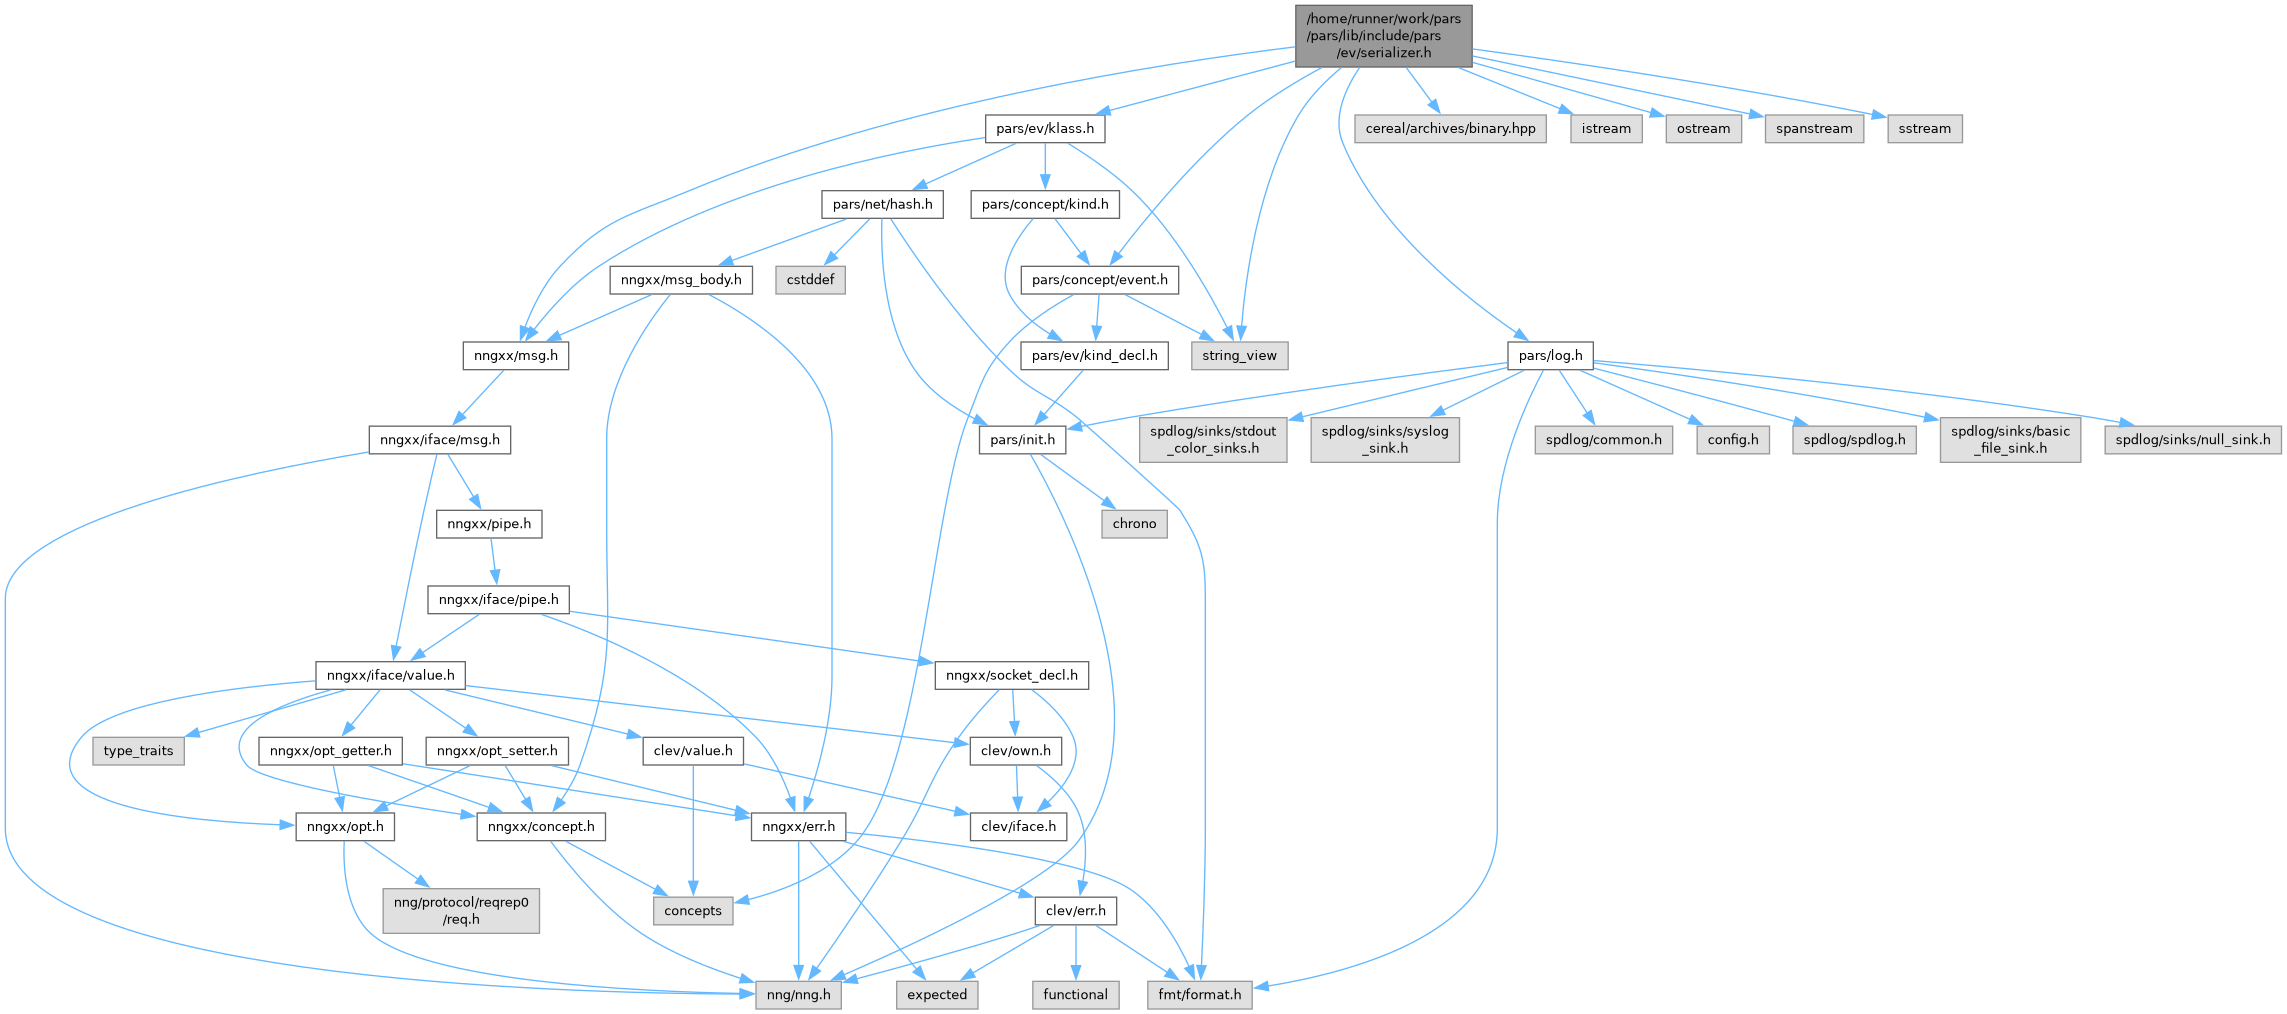 /home/runner/work/pars
/pars/lib/include/pars
/ev/serializer.h
pars/ev/klass.h
cereal/archives/binary.hpp
istream
ostream
spanstream
sstream
pars/net/hash.h
pars/concept/kind.h
nngxx/msg_body.h
cstddef
pars/concept/event.h
nngxx/msg.h
pars/ev/kind_decl.h
string_view
pars/log.h
nngxx/iface/msg.h
pars/init.h
spdlog/sinks/stdout
_color_sinks.h
spdlog/sinks/syslog
_sink.h
spdlog/common.h
config.h
spdlog/spdlog.h
spdlog/sinks/basic
_file_sink.h
spdlog/sinks/null_sink.h
nngxx/pipe.h
chrono
nngxx/iface/pipe.h
nngxx/iface/value.h
nngxx/socket_decl.h
type_traits
nngxx/opt_getter.h
nngxx/opt_setter.h
clev/value.h
clev/own.h
nngxx/opt.h
nngxx/concept.h
nngxx/err.h
clev/iface.h
nng/protocol/reqrep0
/req.h
concepts
clev/err.h
nng/nng.h
expected
functional
fmt/format.h